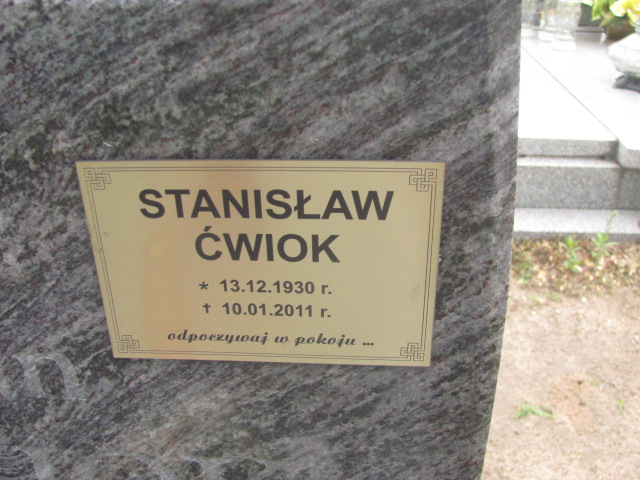 STANISŁAW
ĆWIOK
* 13.12.1930 r.
† 10.01.2011 r.
odpoczywaj w pokoju ...